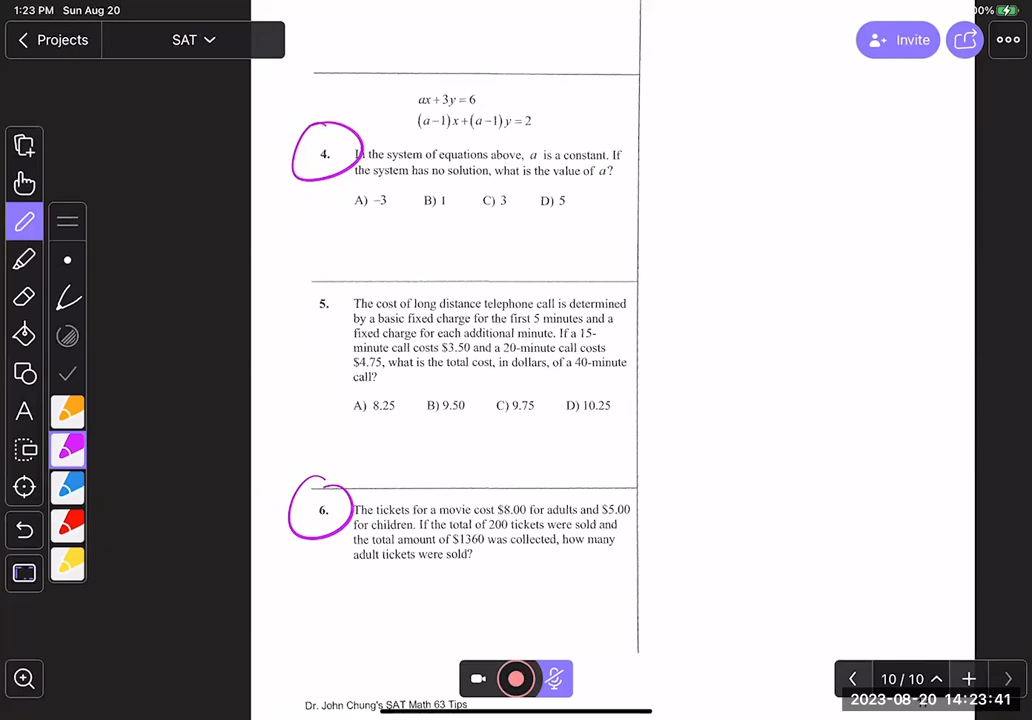 1:23 PM Sun Aug 20
00%
Projects
SAT
Invite
ax + 3y = 6
(a−1)x + (a−1)y = 2
4. In the system of equations above, a is a constant. If
the system has no solution, what is the value of a?
A) −3 B) 1 C) 3 D) 5
5. The cost of long distance telephone call is determined
by a basic fixed charge for the first 5 minutes and a
fixed charge for each additional minute. If a 15-
minute call costs $3.50 and a 20-minute call costs
$4.75, what is the total cost, in dollars, of a 40-minute
call?
A) 8.25 B) 9.50 C) 9.75 D) 10.25
6. The tickets for a movie cost $8.00 for adults and $5.00
for children. If the total of 200 tickets were sold and
the total amount of $1360 was collected, how many
adult tickets were sold?
A
10 / 10
2023-08-20 14:23:41
Dr. John Chung's SAT Math 63 Tips